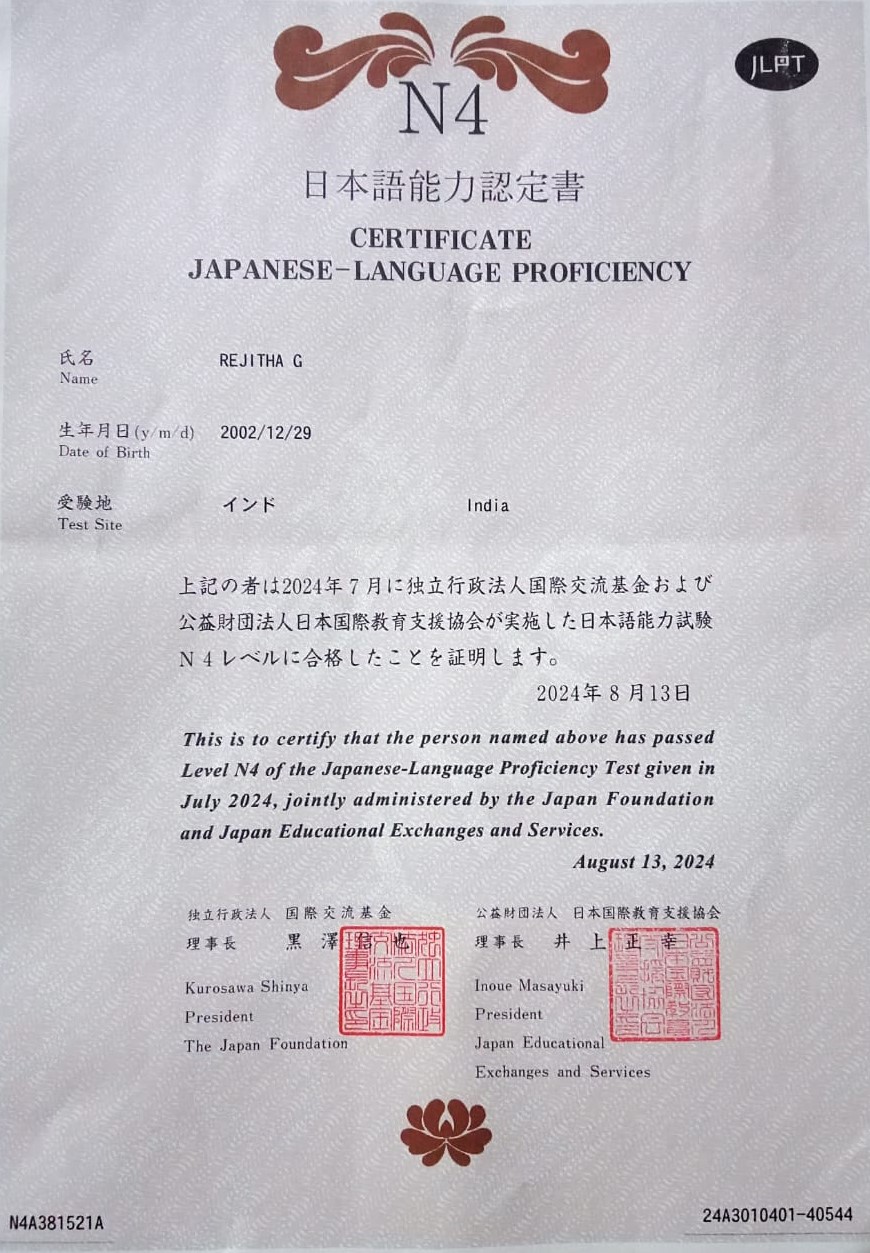 JLPT
N4
日本語能力認定書
CERTIFICATE
JAPANESE-LANGUAGE PROFICIENCY
氏名 REJITHA G
Name
生年月日(y/m/d) 2002/12/29
Date of Birth
受験地 インド India
Test Site
上記の者は2024年7月に独立行政法人国際交流基金および
公益財団法人日本国際教育支援協会が実施した日本語能力試験
N4レベルに合格したことを証明します。
2024年8月13日
This is to certify that the person named above has passed
Level N4 of the Japanese-Language Proficiency Test given in
July 2024, jointly administered by the Japan Foundation
and Japan Educational Exchanges and Services.
August 13, 2024
独立行政法人 国際交流基金
理事長 黒澤信也
Kurosawa Shinya
President
The Japan Foundation
公益財団法人 日本国際教育支援協会
理事長 井上正幸
Inoue Masayuki
President
Japan Educational
Exchanges and Services
N4A381521A
24A3010401-40544